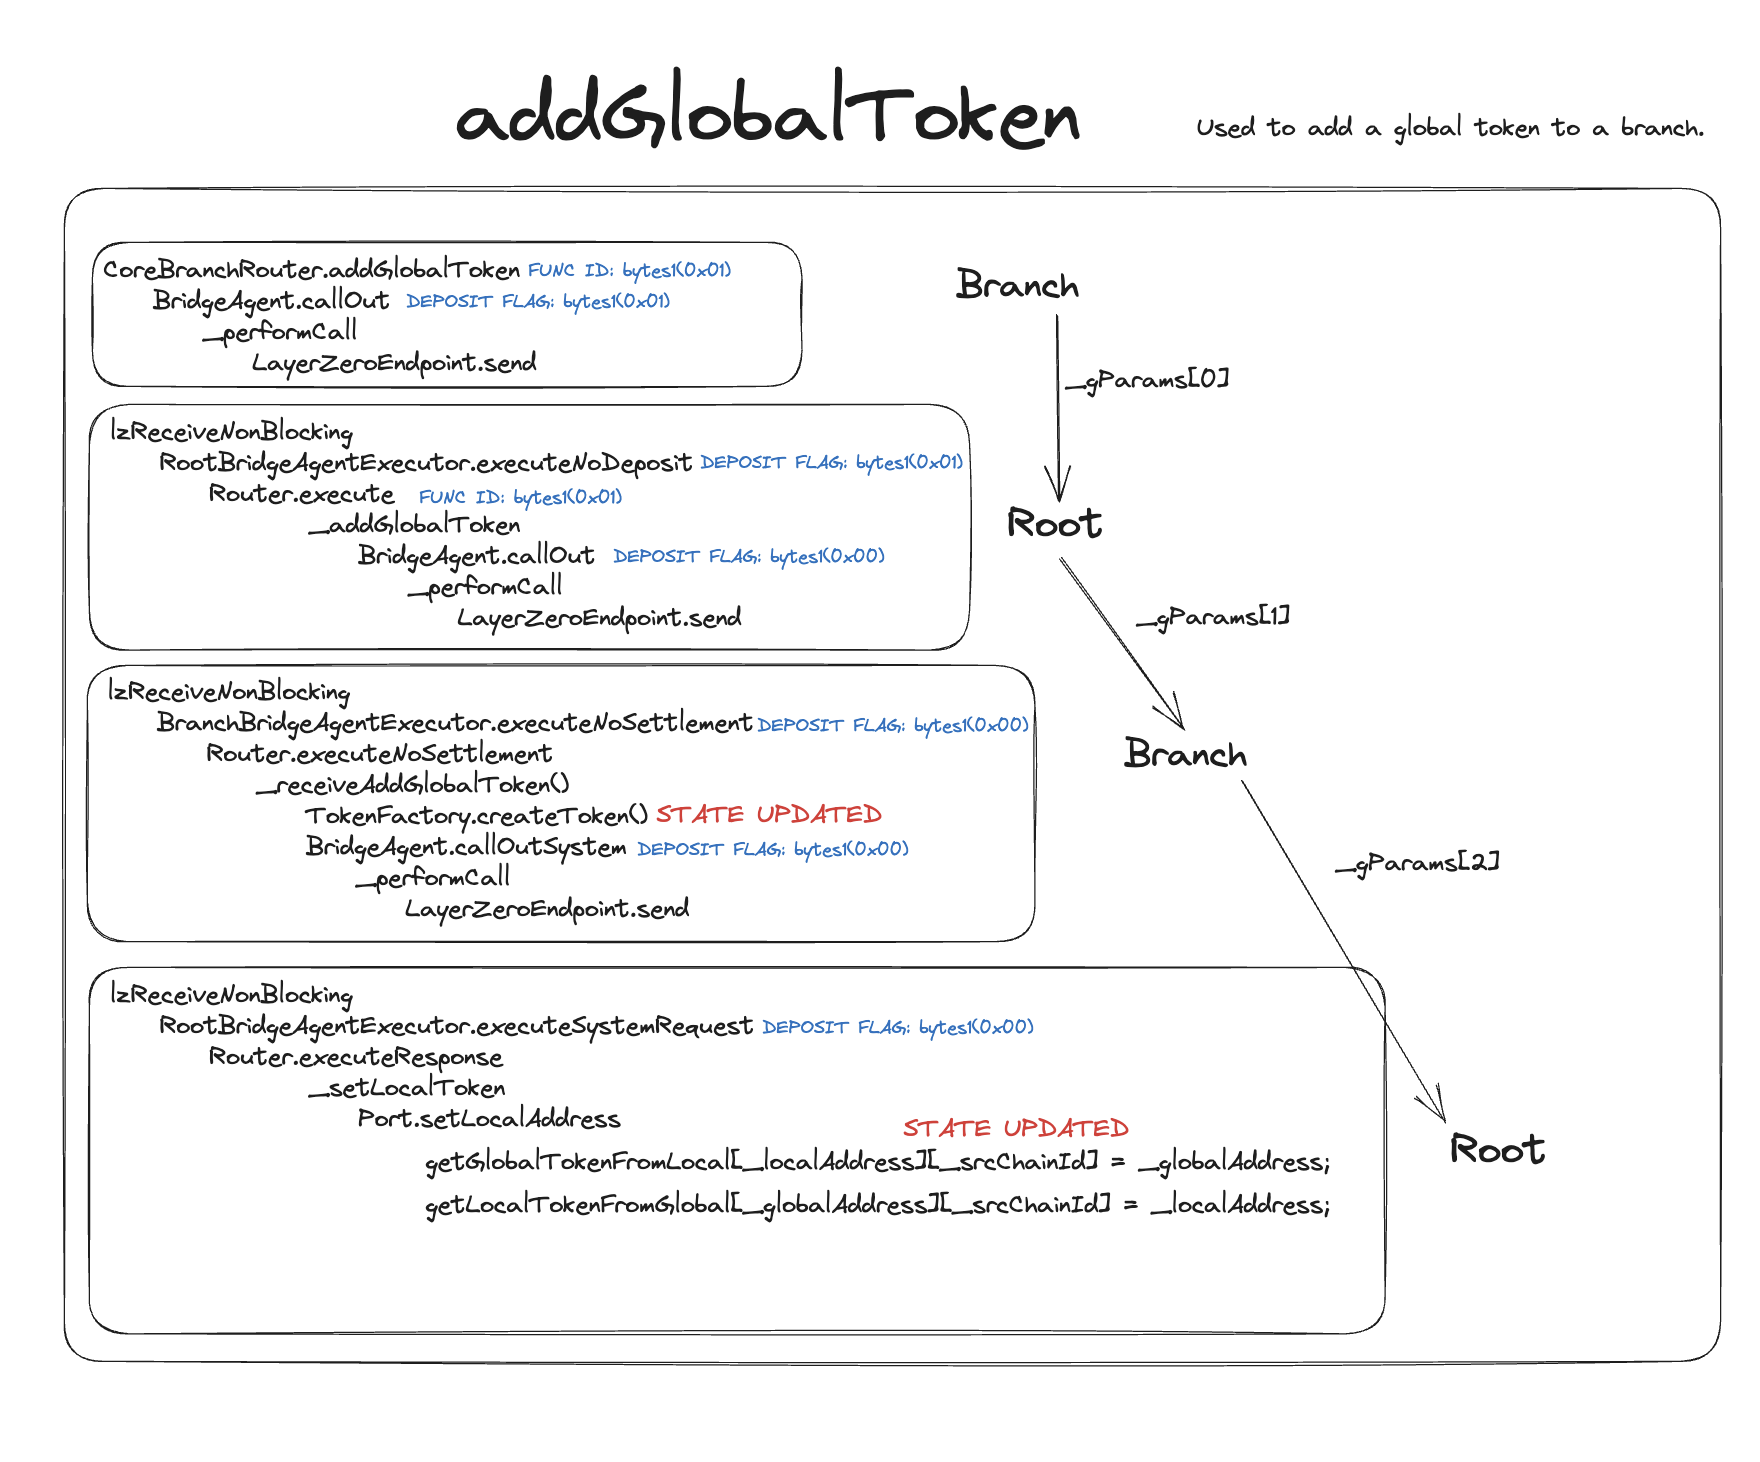 addGlobalToken
Used to add a global token to a branch.
CoreBranchRouter.addGlobalToken FUNC ID: bytes1(0x01)
BridgeAgent.callOut DEPOSIT FLAG: bytes1(0x01)
_performCall
LayerZeroEndpoint.send
lzReceiveNonBlocking
RootBridgeAgentExecutor.executeNoDeposit DEPOSIT FLAG: bytes1(0x01)
Router.execute FUNC ID: bytes1(0x01)
_addGlobalToken
BridgeAgent.callOut DEPOSIT FLAG: bytes1(0x00)
_performCall
LayerZeroEndpoint.send
lzReceiveNonBlocking
BranchBridgeAgentExecutor.executeNoSettlement DEPOSIT FLAG: bytes1(0x00)
Router.executeNoSettlement
_receiveAddGlobalToken()
TokenFactory.createToken() STATE UPDATED
BridgeAgent.callOutSystem DEPOSIT FLAG: bytes1(0x00)
_performCall
LayerZeroEndpoint.send
lzReceiveNonBlocking
RootBridgeAgentExecutor.executeSystemRequest DEPOSIT FLAG: bytes1(0x00)
Router.executeResponse
_setLocalToken
Port.setLocalAddress
STATE UPDATED
getGlobalTokenFromLocal[_localAddress][_srcChainId] = _globalAddress;
getLocalTokenFromGlobal[_globalAddress][_srcChainId] = _localAddress;
Branch
_gParams[0]
Root
_gParams[1]
Branch
_gParams[2]
Root